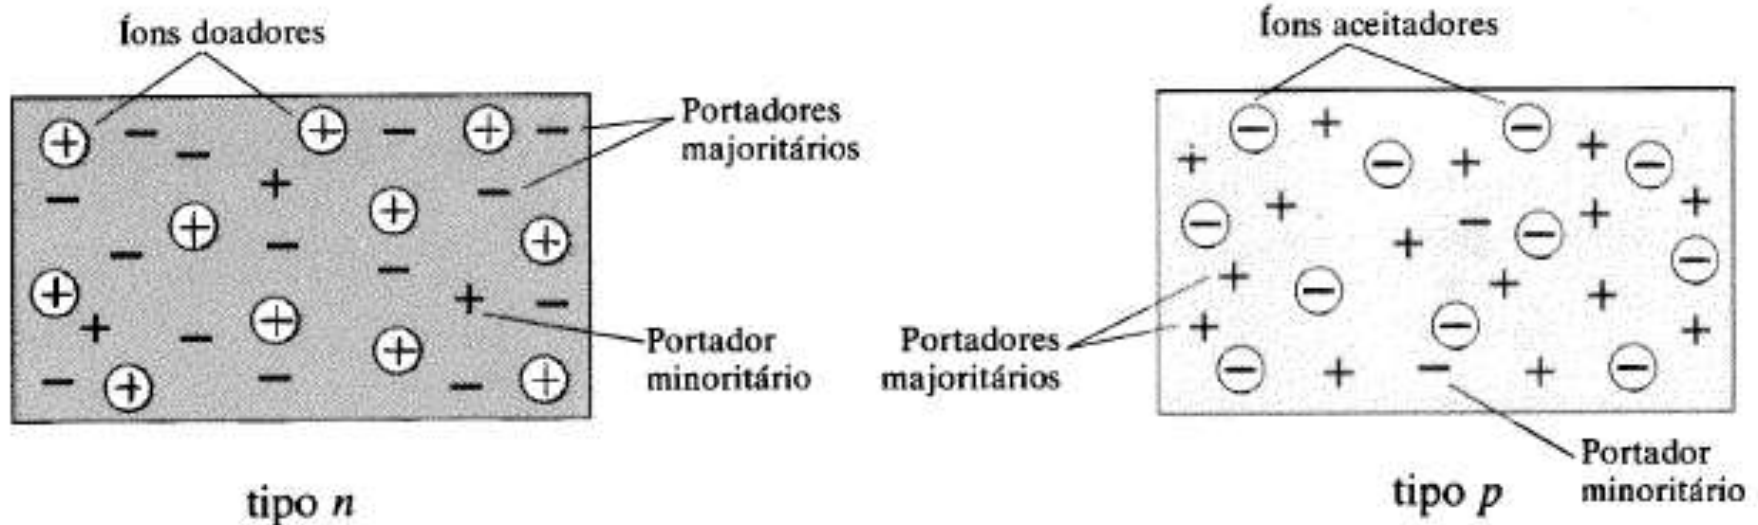 Íons doadores
Portadores
majoritários
Portador
minoritário
tipo n
Íons aceitadores
Portadores
majoritários
Portador
minoritário
tipo p